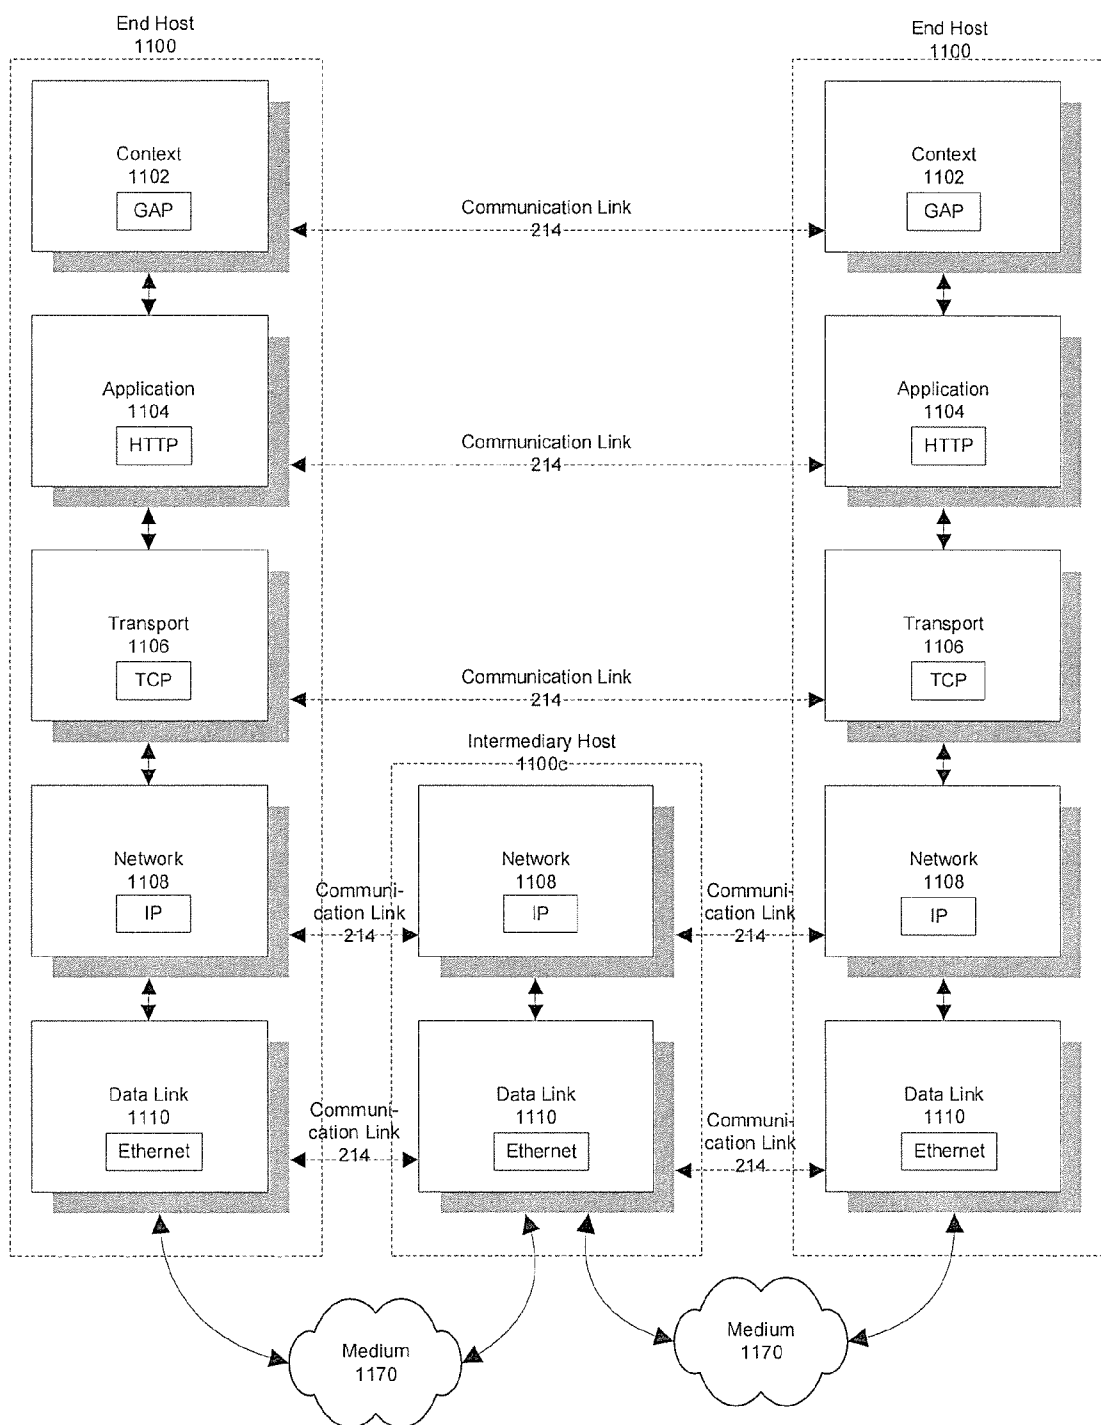 End Host
1100
End Host
1100
Context
1102
GAP
Communication Link
214
Context
1102
GAP
Application
1104
HTTP
Communication Link
214
Application
1104
HTTP
Transport
1106
TCP
Communication Link
214
Transport
1106
TCP
Intermediary Host
1100c
Network
1108
IP
Communi-
cation Link
214
Network
1108
IP
Communi-
cation Link
214
Network
1108
IP
Data Link
1110
Ethernet
Communi-
cation Link
214
Data Link
1110
Ethernet
Communi-
cation Link
214
Data Link
1110
Ethernet
Medium
1170
Medium
1170